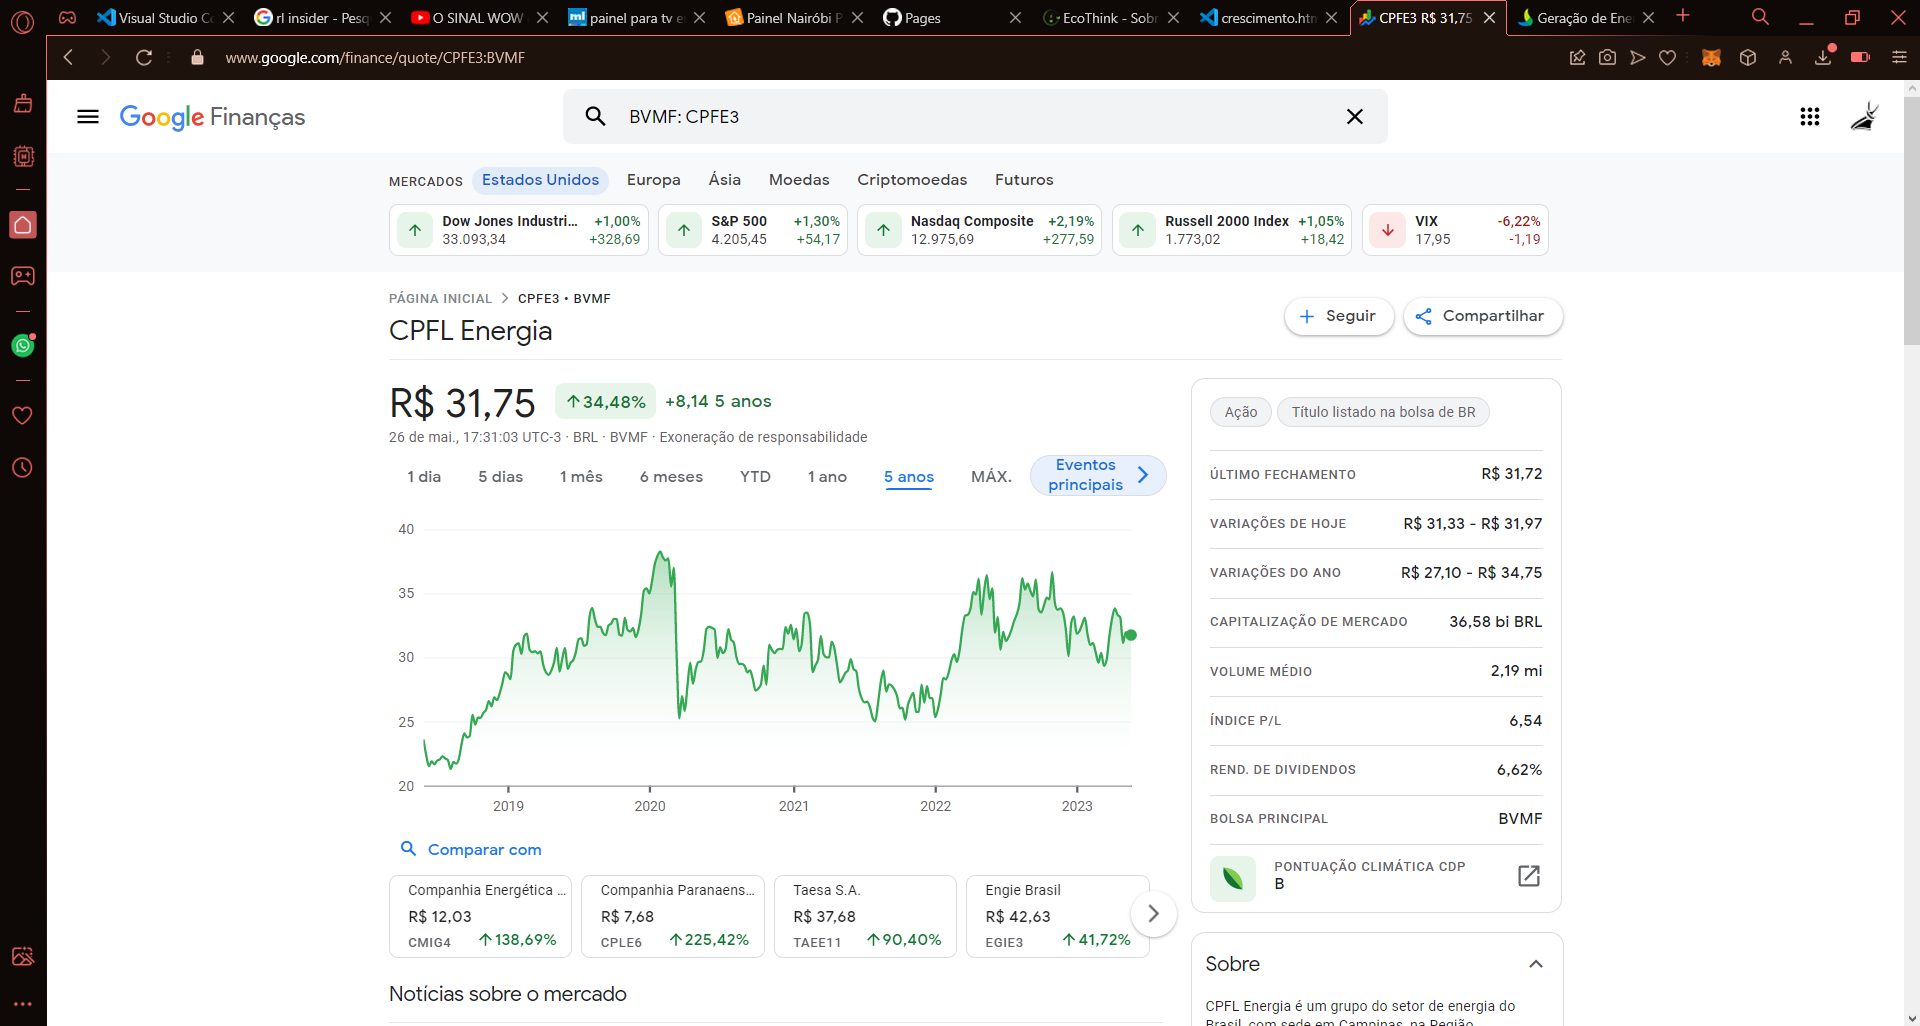 Visual Studio Co
rl insider - Pesq
O SINAL WOW
painel para tv e
Painel Nairóbi P
Pages
EcoThink - Sobr
crescimento.htm
CPFE3 R$ 31,75
Geração de Ene
www.google.com/finance/quote/CPFE3:BVMF
Google Finanças
BVMF: CPFE3
MERCADOS
Estados Unidos
Europa
Ásia
Moedas
Criptomoedas
Futuros
Dow Jones Industri... +1,00%
33.093,34 +328,69
S&P 500 +1,30%
4.205,45 +54,17
Nasdaq Composite +2,19%
12.975,69 +277,59
Russell 2000 Index +1,05%
1.773,02 +18,42
VIX -6,22%
17,95 -1,19
PÁGINA INICIAL > CPFE3 • BVMF
CPFL Energia
Seguir
Compartilhar
R$ 31,75 ↑34,48% +8,14 5 anos
26 de mai., 17:31:03 UTC-3 · BRL · BVMF · Exoneração de responsabilidade
1 dia
5 dias
1 mês
6 meses
YTD
1 ano
5 anos
MÁX.
Eventos
principais
40
35
30
25
20
2019
2020
2021
2022
2023
Comparar com
Companhia Energética ...
R$ 12,03
CMIG4 ↑138,69%
Companhia Paranaens...
R$ 7,68
CPLE6 ↑225,42%
Taesa S.A.
R$ 37,68
TAEE11 ↑90,40%
Engie Brasil
R$ 42,63
EGIE3 ↑41,72%
Notícias sobre o mercado
Ação
Título listado na bolsa de BR
ÚLTIMO FECHAMENTO R$ 31,72
VARIAÇÕES DE HOJE R$ 31,33 - R$ 31,97
VARIAÇÕES DO ANO R$ 27,10 - R$ 34,75
CAPITALIZAÇÃO DE MERCADO 36,58 bi BRL
VOLUME MÉDIO 2,19 mi
ÍNDICE P/L 6,54
REND. DE DIVIDENDOS 6,62%
BOLSA PRINCIPAL BVMF
PONTUAÇÃO CLIMÁTICA CDP
B
Sobre
CPFL Energia é um grupo do setor de energia do
Brasil, com sede em Campinas, na Região